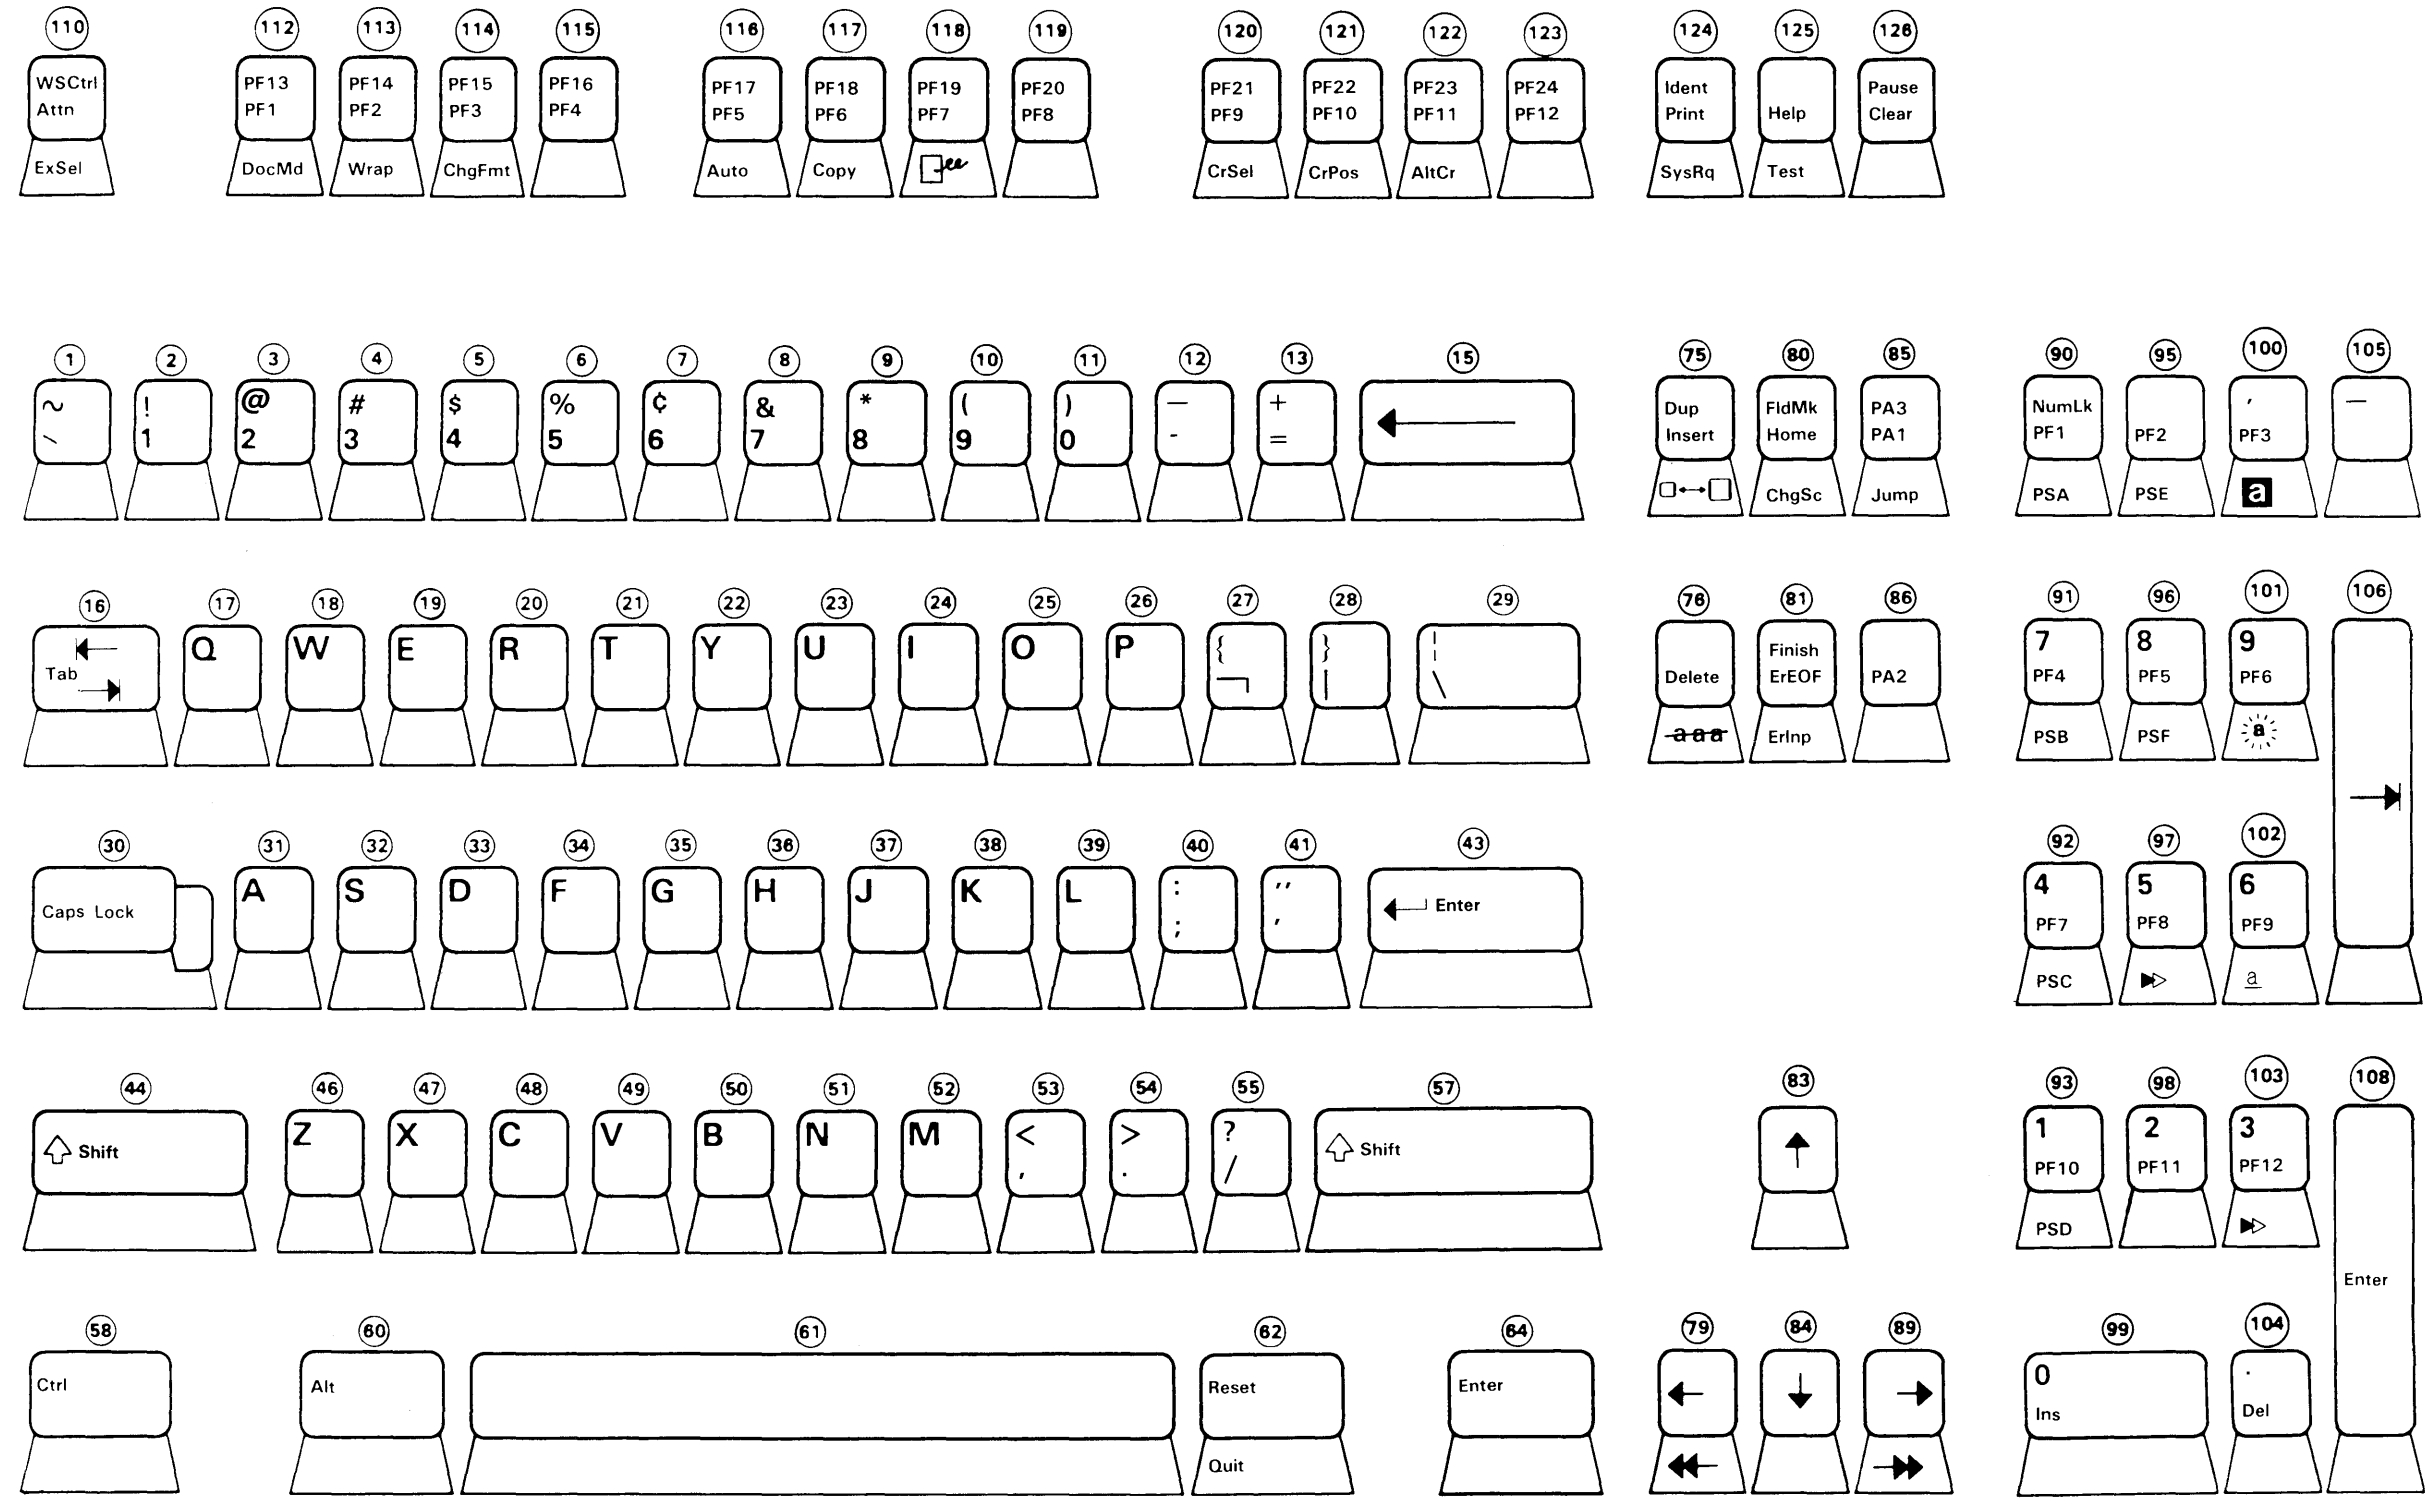 110 112 113 114 115 116 117 118 119 120 121 122 123 124 125 126
WSCtrl PF13 PF14 PF15 PF16 PF17 PF18 PF19 PF20 PF21 PF22 PF23 PF24 Ident Pause
Attn PF1 PF2 PF3 PF4 PF5 PF6 PF7 PF8 PF9 PF10 PF11 PF12 Print Help Clear
ExSel DocMd Wrap ChgFmt Auto Copy CrSel CrPos AltCr SysRq Test
1 2 3 4 5 6 7 8 9 10 11 12 13 15 75 80 85 90 95 100 105
~ ! @ # $ % ¢ & * ( ) — + Dup FldMk PA3 NumLk ′ —
\ 1 2 3 4 5 6 7 8 9 0 - = Insert Home PA1 PF1 PF2 PF3
ChgSc Jump PSA PSE a
16 17 18 19 20 21 22 23 24 25 26 27 28 29 76 81 86 91 96 101 106
Q W E R T Y U I O P { } ¦ Finish 7 8 9
Tab ¬ | \ Delete ErEOF PA2 PF4 PF5 PF6
aaa ErInp PSB PSF a
30 31 32 33 34 35 36 37 38 39 40 41 43 92 97 102
A S D F G H J K L : " 4 5 6
Caps Lock ; ' Enter PF7 PF8 PF9
PSC a
44 46 47 48 49 50 51 52 53 54 55 57 83 93 98 103 108
Z X C V B N M < > ? 1 2 3
Shift , . / Shift PF10 PF11 PF12
PSD
Enter
58 60 61 62 64 79 84 89 99 104
Ctrl Alt Reset Enter 0 .
Ins Del
Quit